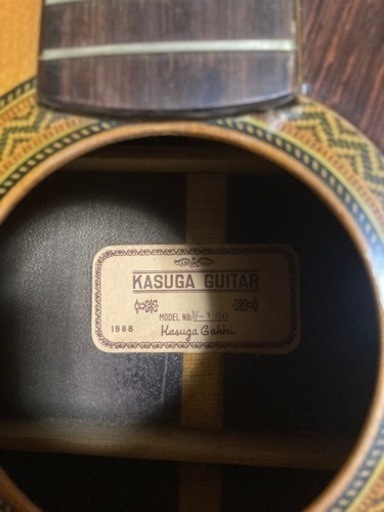 KASUGA GUITAR
MODEL NO.
1968
Kasuga Gakki